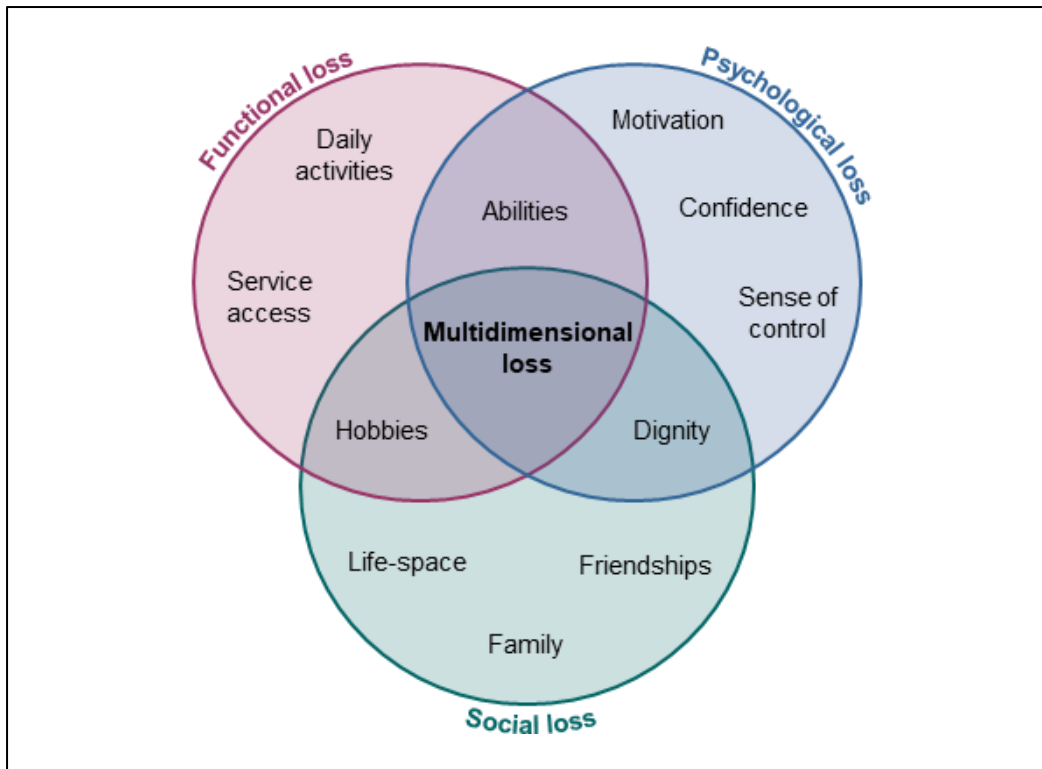 Functional loss
Psychological loss
Motivation
Daily
activities
Abilities
Confidence
Service
access
Sense of
control
Multidimensional
loss
Hobbies
Dignity
Life-space
Friendships
Family
Social loss